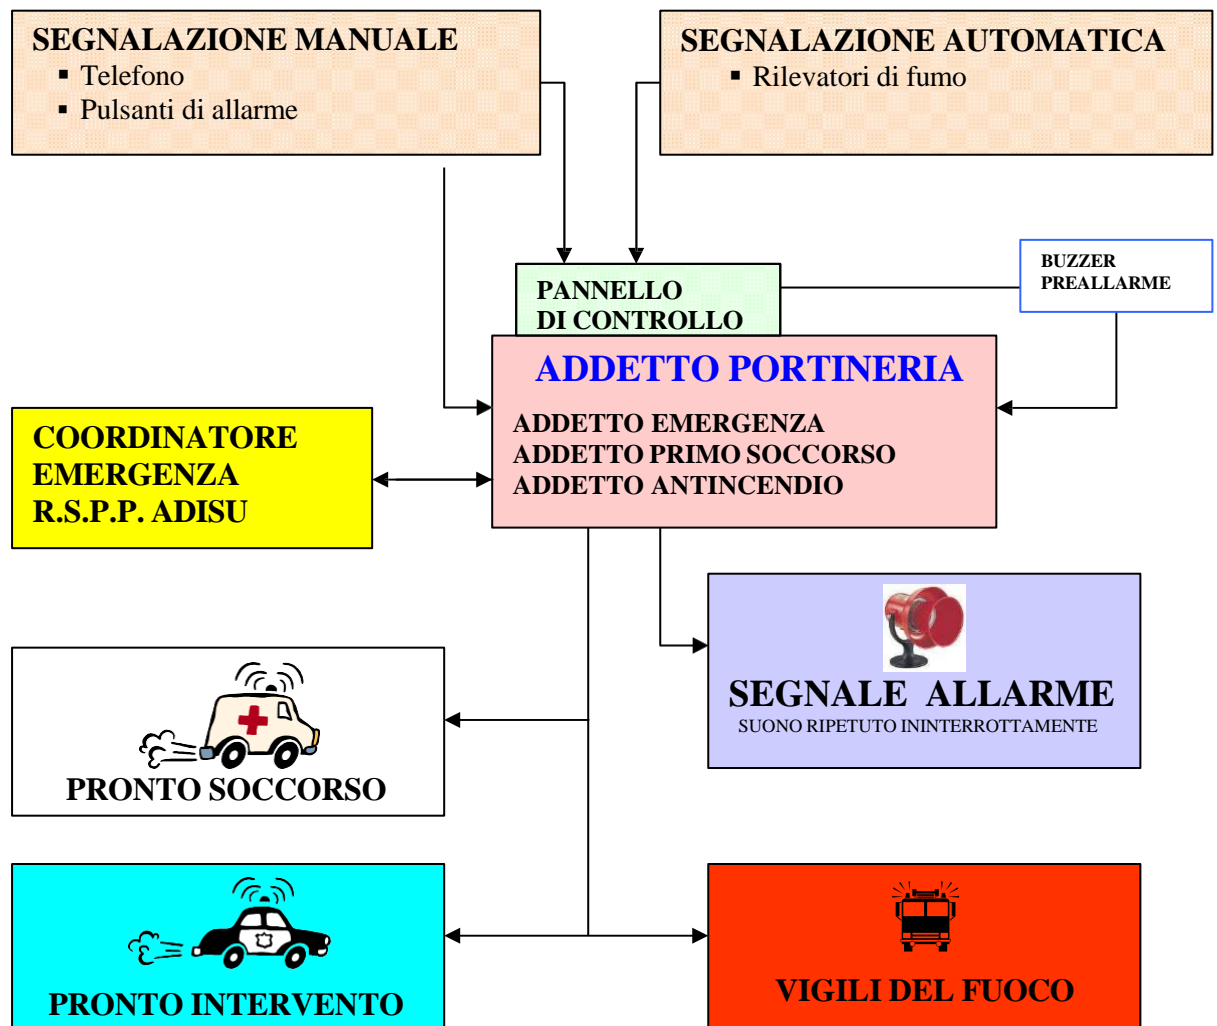 SEGNALAZIONE MANUALE
▪ Telefono
▪ Pulsanti di allarme
SEGNALAZIONE AUTOMATICA
▪ Rilevatori di fumo
BUZZER
PREALLARME
PANNELLO
DI CONTROLLO
ADDETTO PORTINERIA
ADDETTO EMERGENZA
ADDETTO PRIMO SOCCORSO
ADDETTO ANTINCENDIO
COORDINATORE
EMERGENZA
R.S.P.P. ADISU
SEGNALE ALLARME
SUONO RIPETUTO ININTERROTTAMENTE
PRONTO SOCCORSO
PRONTO INTERVENTO
VIGILI DEL FUOCO